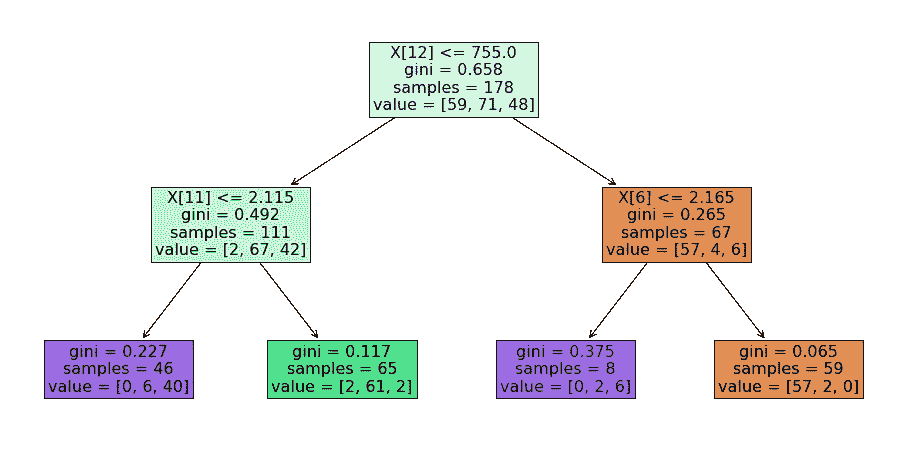 X[12] <= 755.0
gini = 0.658
samples = 178
value = [59, 71, 48]
X[11] <= 2.115
gini = 0.492
samples = 111
value = [2, 67, 42]
X[6] <= 2.165
gini = 0.265
samples = 67
value = [57, 4, 6]
gini = 0.227
samples = 46
value = [0, 6, 40]
gini = 0.117
samples = 65
value = [2, 61, 2]
gini = 0.375
samples = 8
value = [0, 2, 6]
gini = 0.065
samples = 59
value = [57, 2, 0]